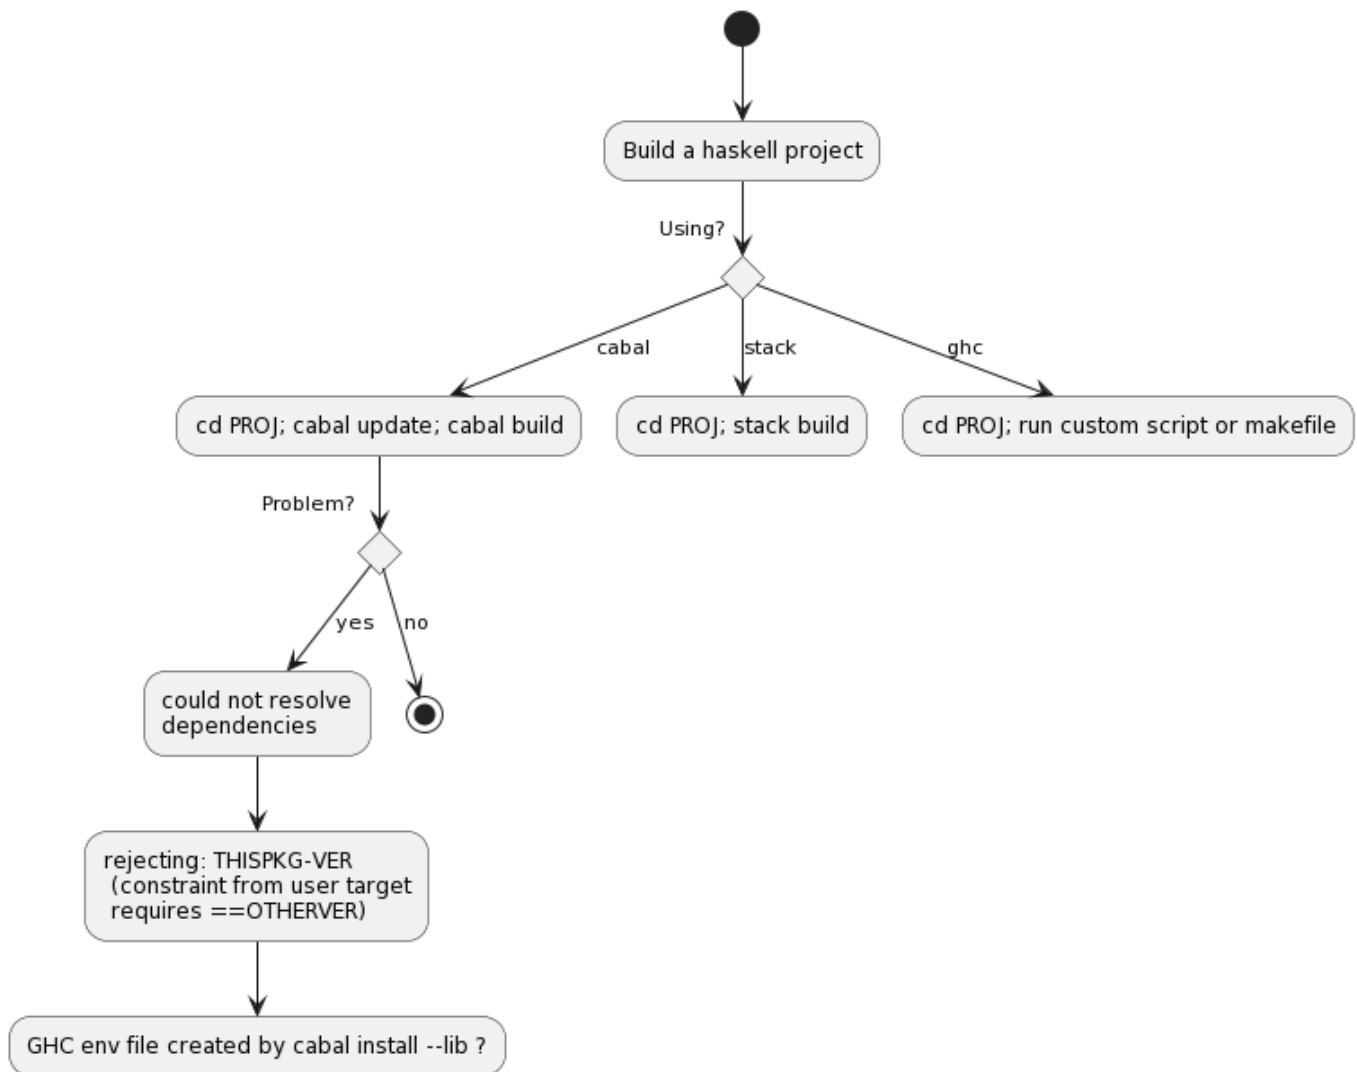 Build a haskell project
Using?
cabal
stack
ghc
cd PROJ; cabal update; cabal build
cd PROJ; stack build
cd PROJ; run custom script or makefile
Problem?
yes
no
could not resolve
dependencies
rejecting: THISPKG-VER
(constraint from user target
requires ==OTHERVER)
GHC env file created by cabal install --lib ?